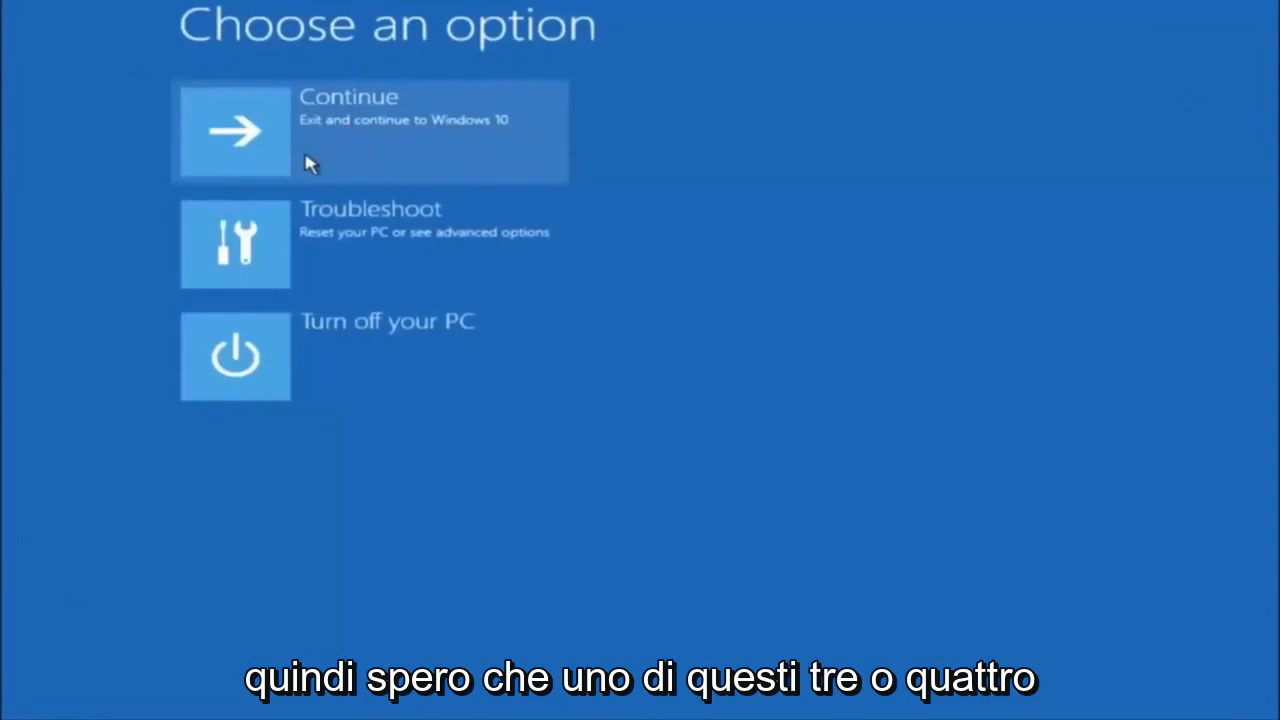 Choose an option
Continue
Exit and continue to Windows 10
Troubleshoot
Reset your PC or see advanced options
Turn off your PC
quindi spero che uno di questi tre o quattro